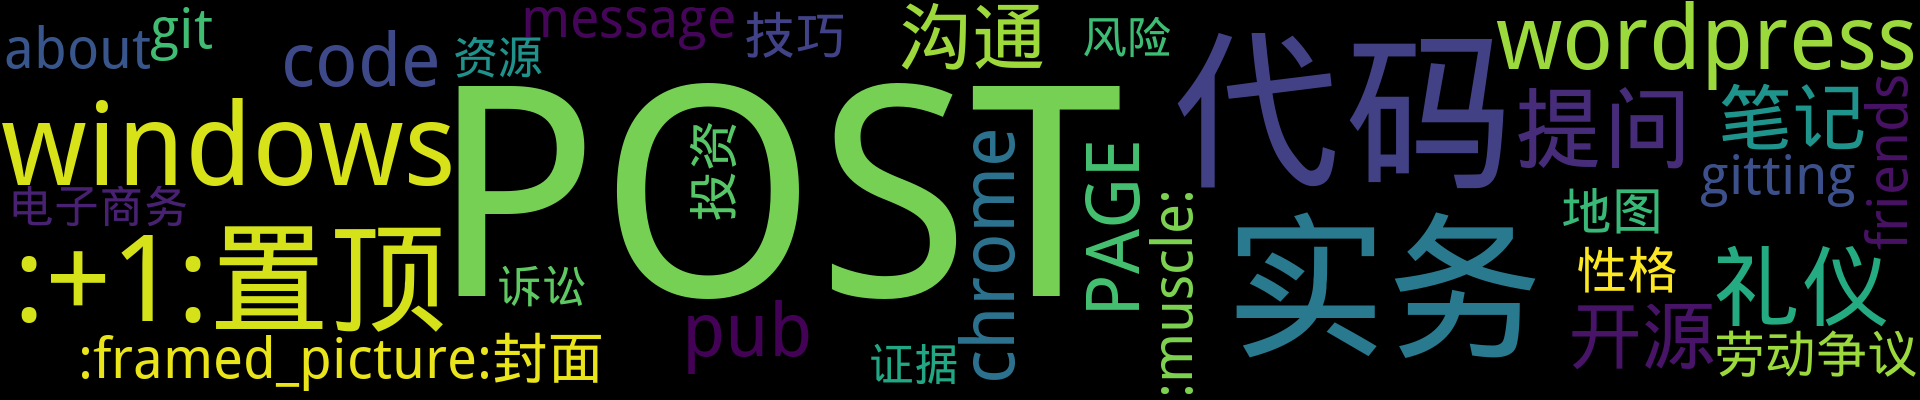 about
git
code
资源
message
技巧
沟通
风险
代码
wordpress
windows
POST
投资
chrome
PAGE
提问
笔记
friends
gitting
电子商务
:+1:置顶
诉讼
pub
:muscle:
实务
地图
性格
礼仪
开源
劳动争议
:framed_picture:封面
证据